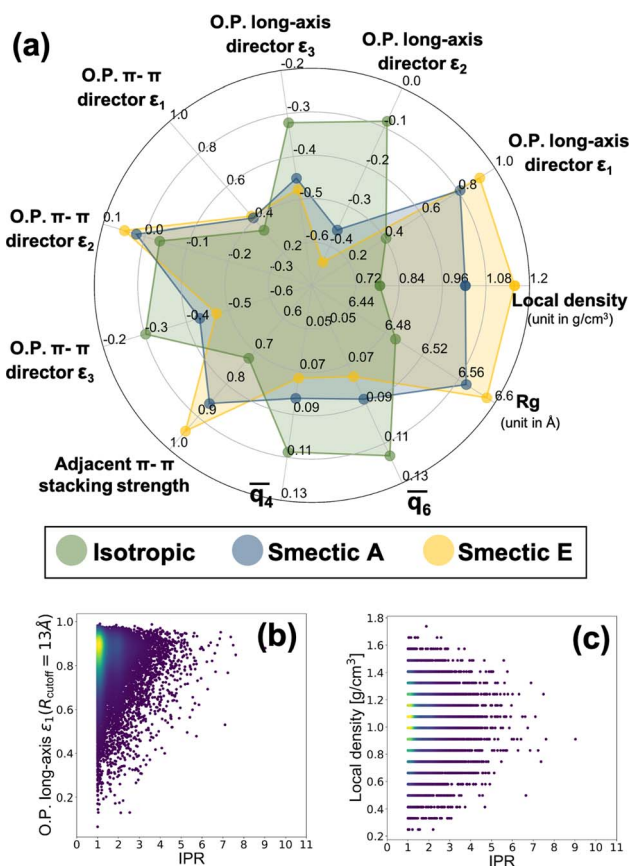 (a)
O.P. long-axis
director ε₃
O.P. long-axis
director ε₂
O.P. π- π
director ε₁
O.P. long-axis
director ε₁
O.P. π- π
director ε₂
Local density
(unit in g/cm³)
O.P. π- π
director ε₃
Rg
(unit in Å)
Adjacent π- π
stacking strength
q̅₄
q̅₆
-0.2
-0.3
-0.4
-0.5
-0.6
0.0
-0.1
-0.2
-0.3
-0.4
1.0
0.8
0.6
0.4
0.2
1.0
0.8
0.6
0.4
0.2
0.1
0.0
-0.1
-0.2
-0.3
0.72
0.84
0.96
1.08
1.2
-0.2
-0.3
-0.4
-0.5
-0.6
6.44
6.48
6.52
6.56
6.6
1.0
0.9
0.8
0.7
0.6
0.05
0.07
0.09
0.11
0.13
0.05
0.07
0.09
0.11
0.13
Isotropic
Smectic A
Smectic E
(b)
O.P. long-axis ε₁(R_cutoff = 13Å)
1.0
0.8
0.6
0.4
0.2
0 1 2 3 4 5 6 7 8 9 10 11
IPR
(c)
Local density [g/cm³]
1.8
1.6
1.4
1.2
1.0
0.8
0.6
0.4
0.2
0 1 2 3 4 5 6 7 8 9 10 11
IPR